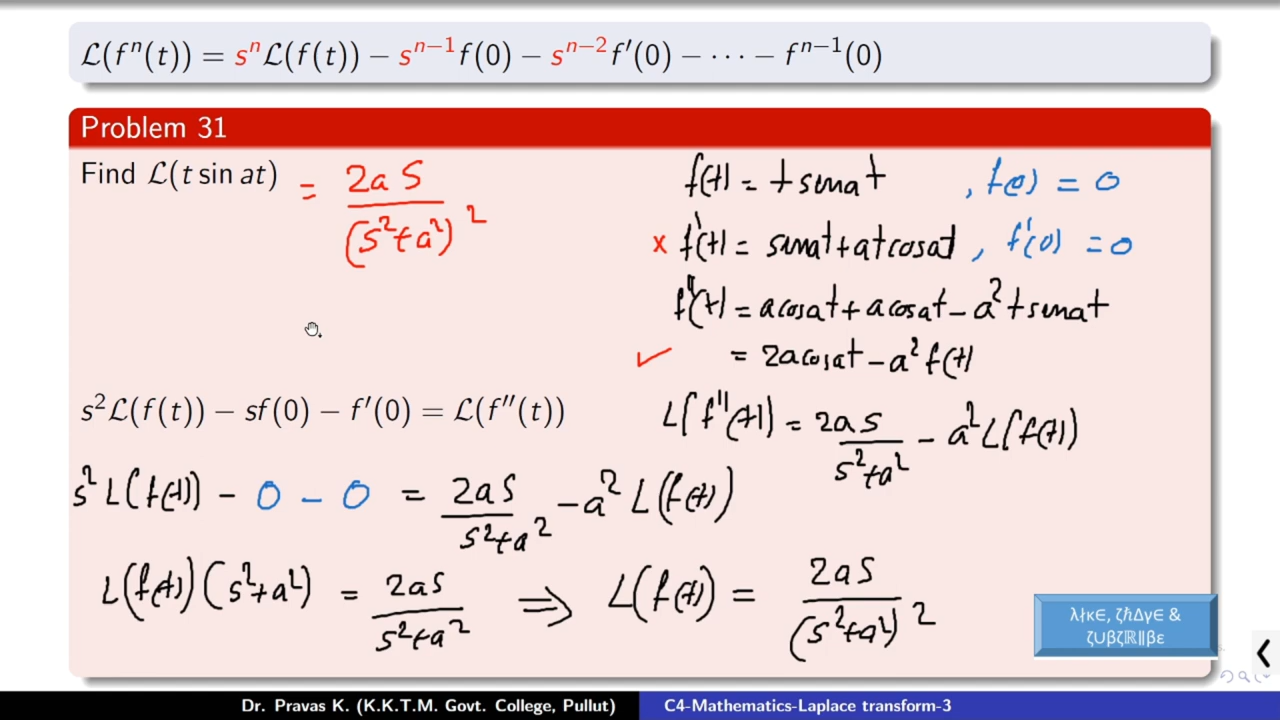 ℒ(fⁿ(t)) = sⁿℒ(f(t)) − sⁿ⁻¹f(0) − sⁿ⁻²f′(0) − ⋯ − fⁿ⁻¹(0)
Problem 31
Find ℒ(t sin at) = 2as/(s²+a²)²
f(t) = t sin at , f(0) = 0
x f'(t) = sin at + at cos at , f'(0) = 0
f''(t) = a cos at + a cos at − a² t sin at
✓ = 2a cos at − a² f(t)
s²ℒ(f(t)) − sf(0) − f′(0) = ℒ(f″(t))
L(f''(t)) = 2as/(s²+a²) − a² L(f(t))
s² L(f(t)) − 0 − 0 = 2as/(s²+a²) − a² L(f(t))
L(f(t)) (s²+a²) = 2as/(s²+a²) ⇒ L(f(t)) = 2as/(s²+a²)²
λɨκ∈, ζℏΔγ∈ &
ζ∪βζℝ∥βε
Dr. Pravas K. (K.K.T.M. Govt. College, Pullut) C4-Mathematics-Laplace transform-3